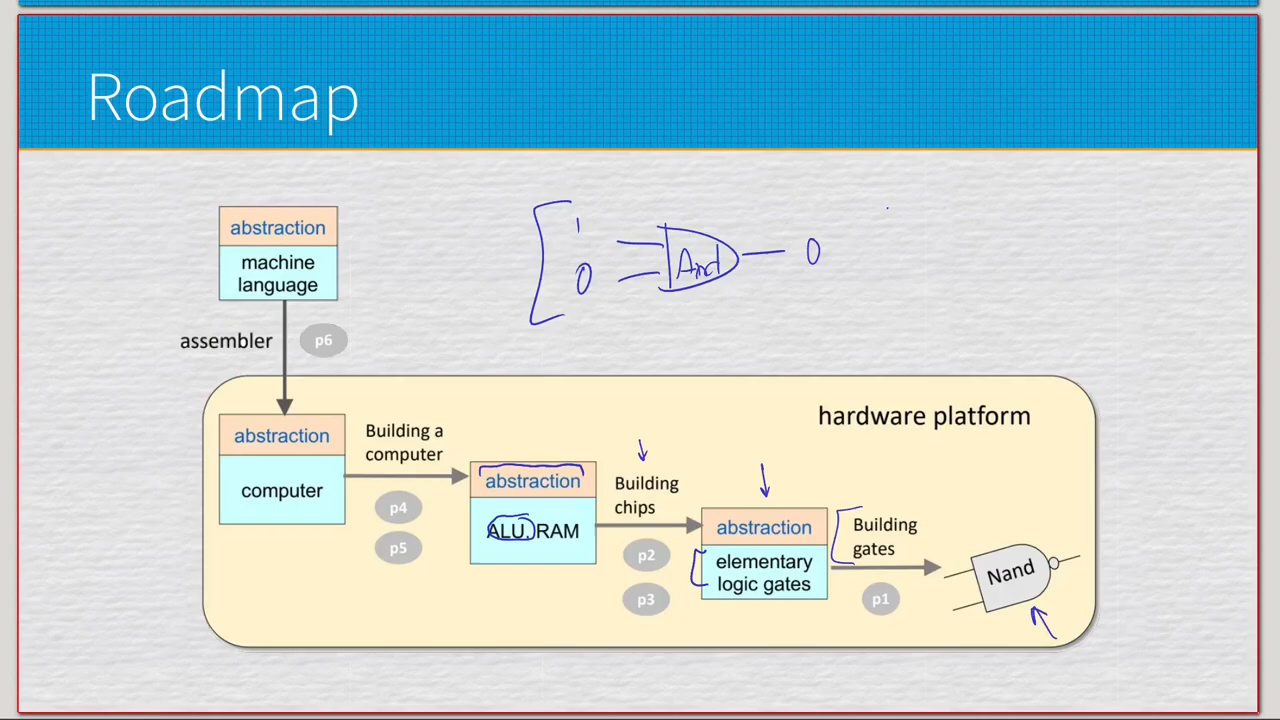 Roadmap
abstraction
machine
language
1
0
And
0
assembler
p6
hardware platform
abstraction
computer
Building a
computer
p4
p5
abstraction
ALU, RAM
Building
chips
p2
p3
abstraction
elementary
logic gates
Building
gates
p1
Nand